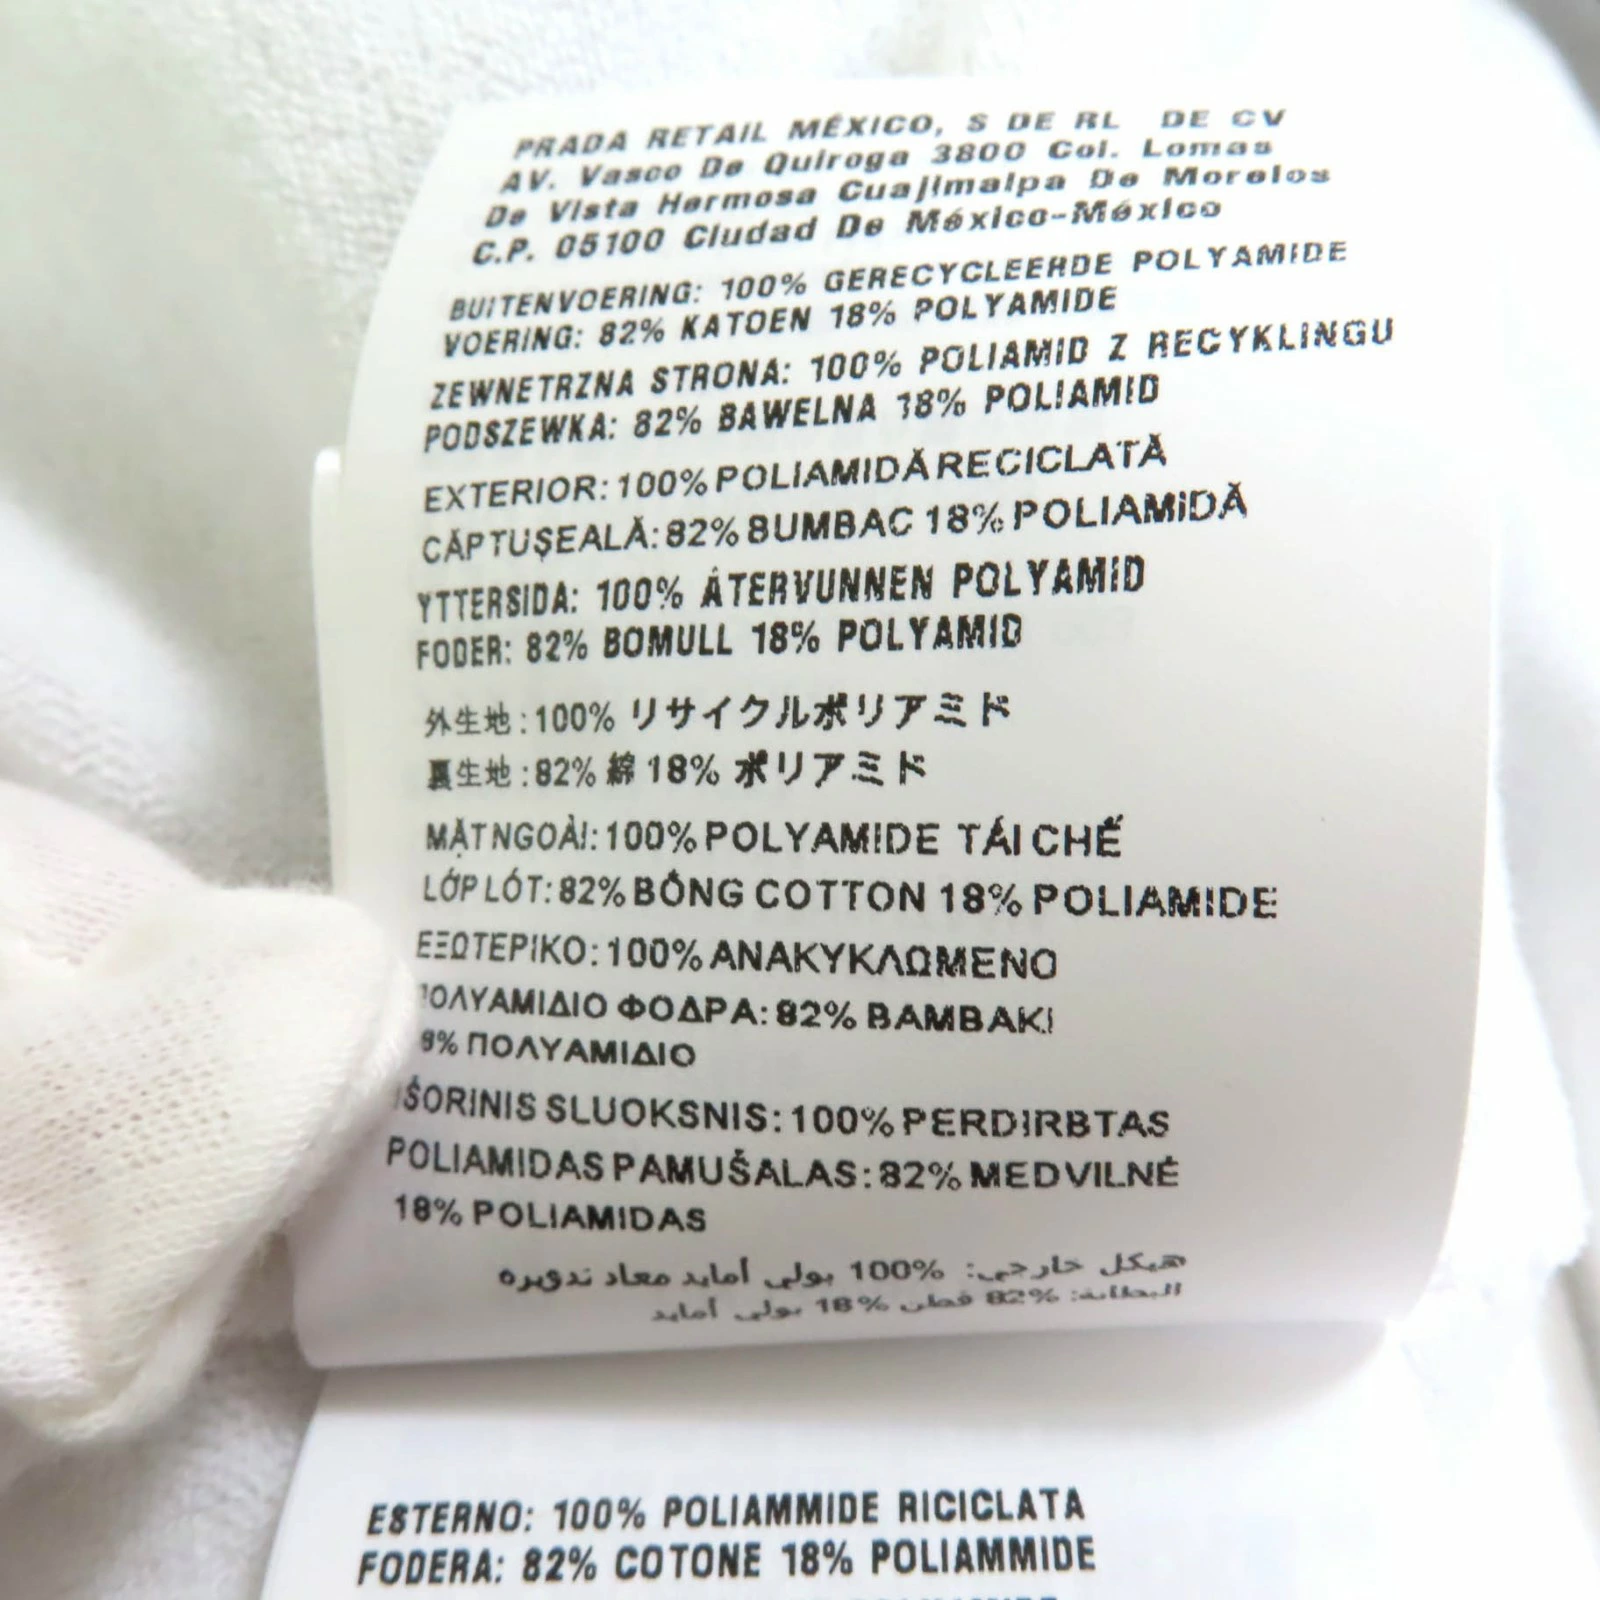 PRADA RETAIL MÉXICO, S DE RL DE CV
AV. Vasco De Quiroga 3800 Col. Lomas
De Vista Hermosa Cuajimalpa De Morelos
C.P. 05100 Ciudad De México-México
BUITENVOERING: 100% GERECYCLEERDE POLYAMIDE
VOERING: 82% KATOEN 18% POLYAMIDE
ZEWNETRZNA STRONA: 100% POLIAMID Z RECYKLINGU
PODSZEWKA: 82% BAWELNA 18% POLIAMID
EXTERIOR: 100% POLIAMIDĂ RECICLATĂ
CĂPTUȘEALĂ: 82% BUMBAC 18% POLIAMIDĂ
YTTERSIDA: 100% ÅTERVUNNEN POLYAMID
FODER: 82% BOMULL 18% POLYAMID
外生地:100% リサイクルポリアミド
裏生地:82% 綿 18% ポリアミド
MẶT NGOÀI: 100% POLYAMIDE TÁI CHẾ
LỚP LÓT: 82% BÔNG COTTON 18% POLIAMIDE
ΕΞΩΤΕΡΙΚΟ: 100% ΑΝΑΚΥΚΛΩΜΕΝΟ
ΟΛΥΑΜΙΔΙΟ ΦΟΔΡΑ: 82% ΒΑΜΒΑΚΙ
8% ΠΟΛΥΑΜΙΔΙΟ
IŠORINIS SLUOKSNIS: 100% PERDIRBTAS
POLIAMIDAS PAMUŠALAS: 82% MEDVILNĖ
18% POLIAMIDAS
هيكل خارجي: 100% بولي أمايد معاد تدويره
البطانة: 82% قطن 18% بولي أمايد
ESTERNO: 100% POLIAMMIDE RICICLATA
FODERA: 82% COTONE 18% POLIAMMIDE